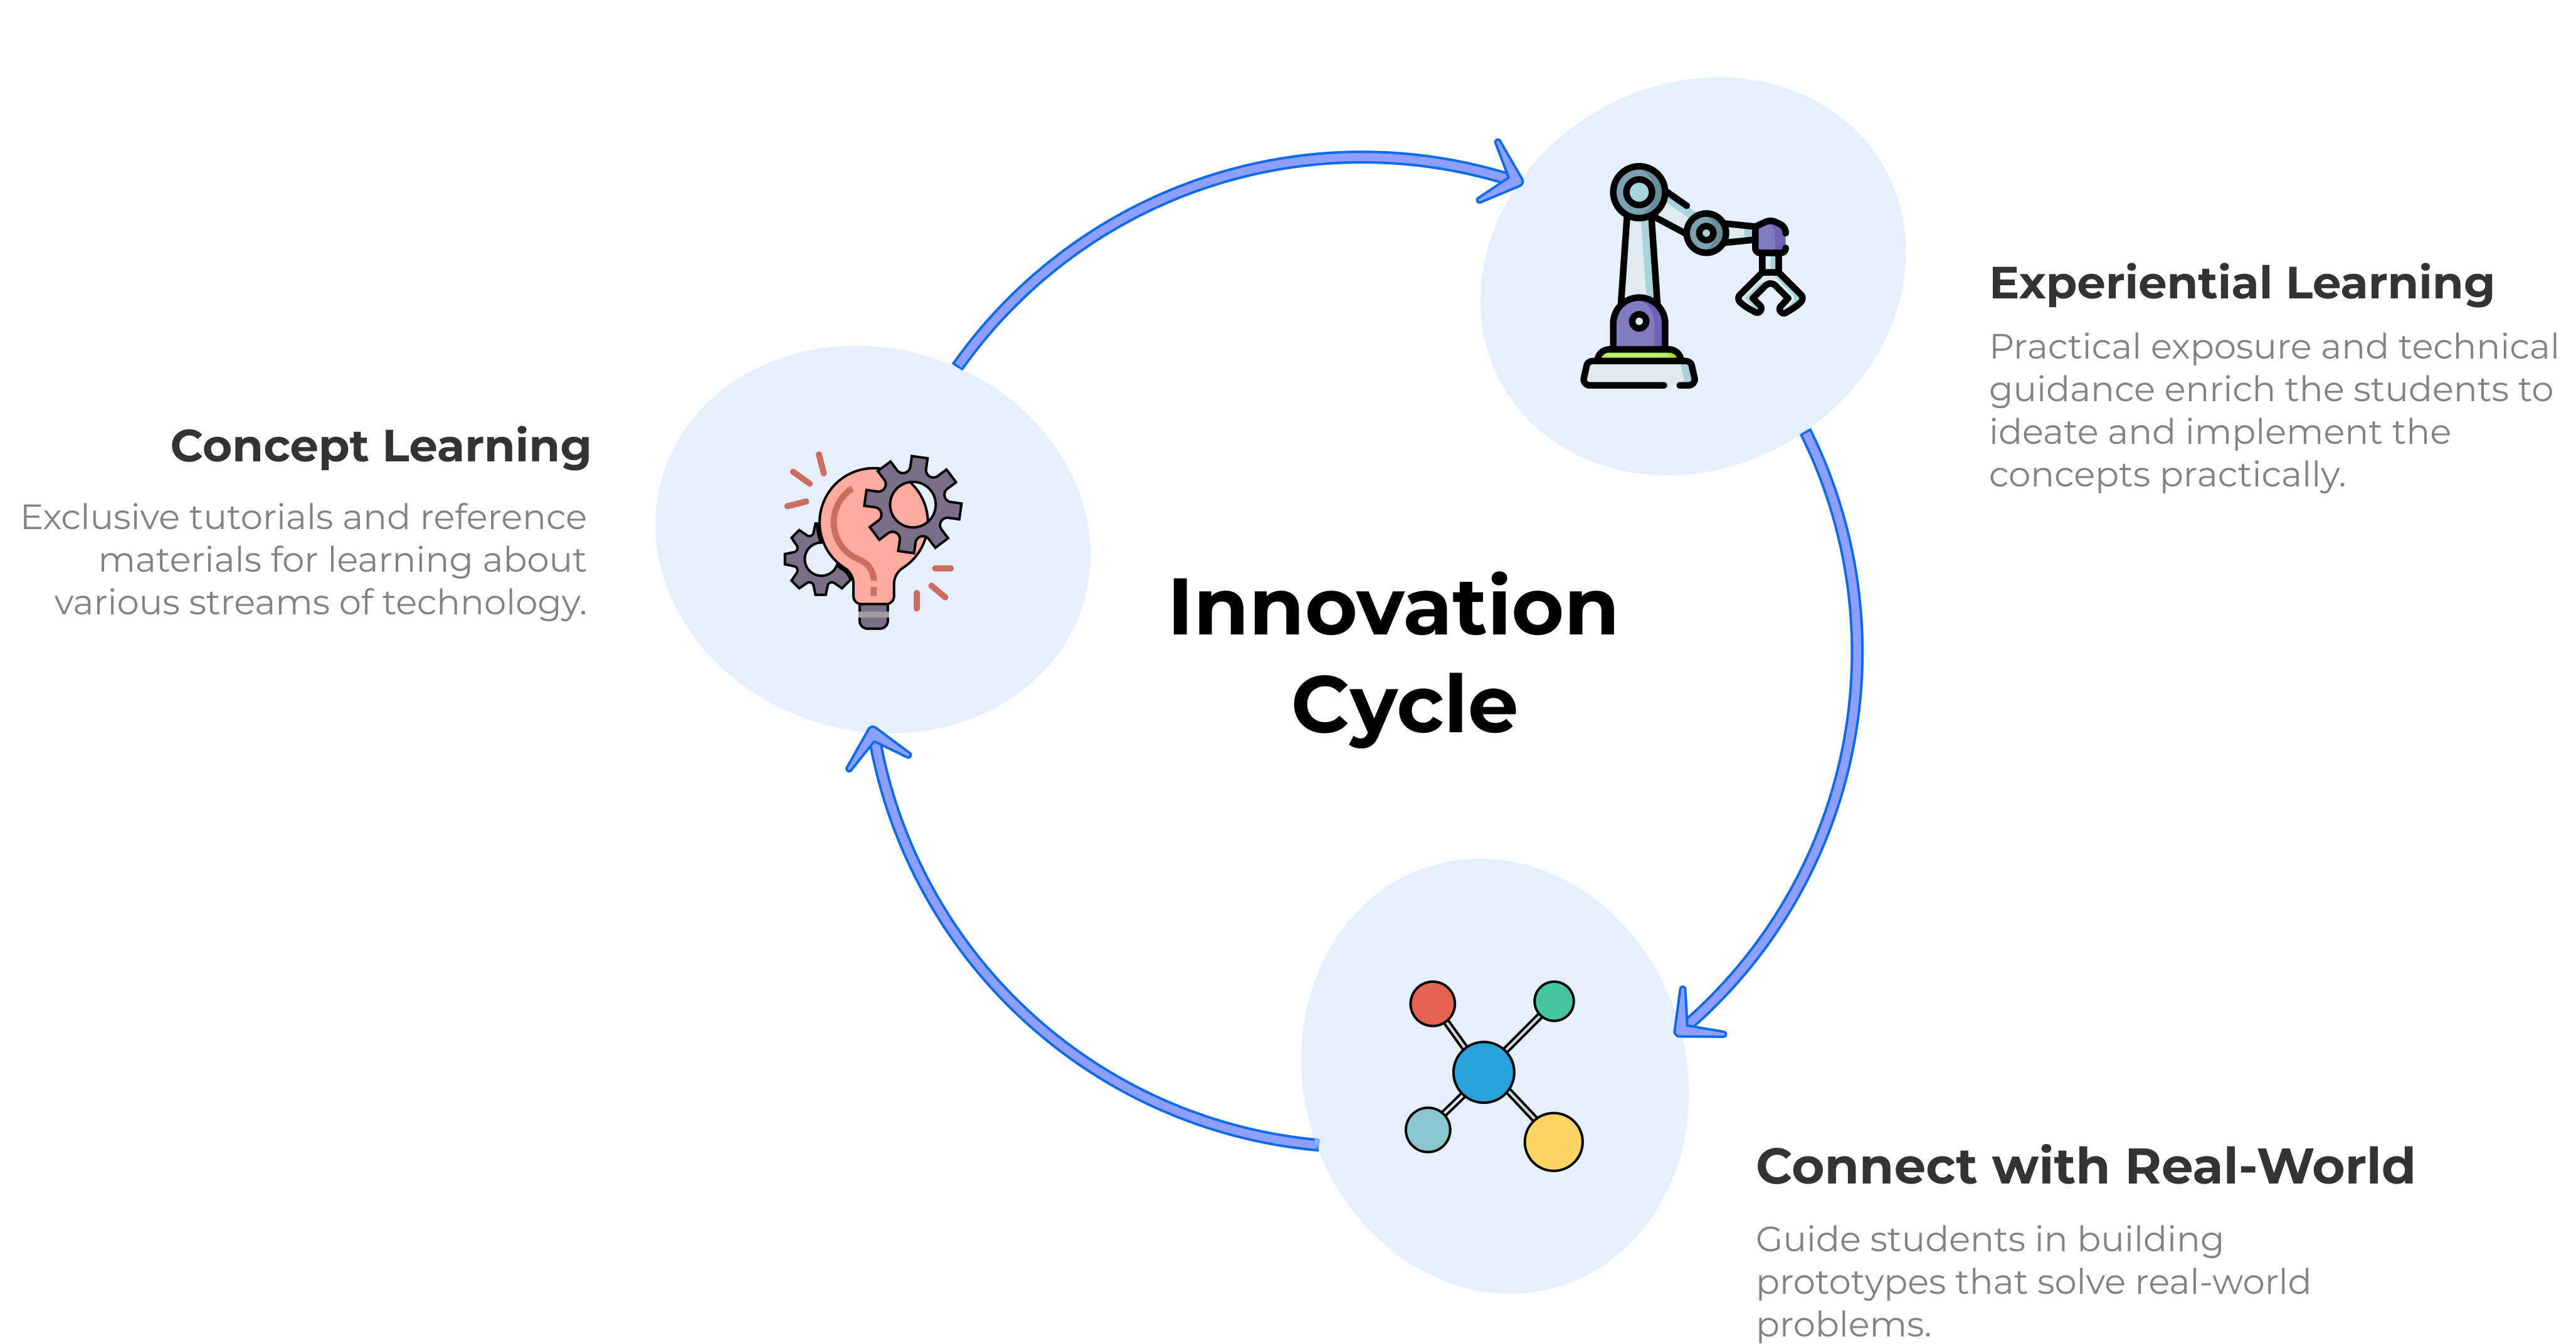 Innovation
Cycle
Concept Learning
Exclusive tutorials and reference
materials for learning about
various streams of technology.
Experiential Learning
Practical exposure and technical
guidance enrich the students to
ideate and implement the
concepts practically.
Connect with Real-World
Guide students in building
prototypes that solve real-world
problems.